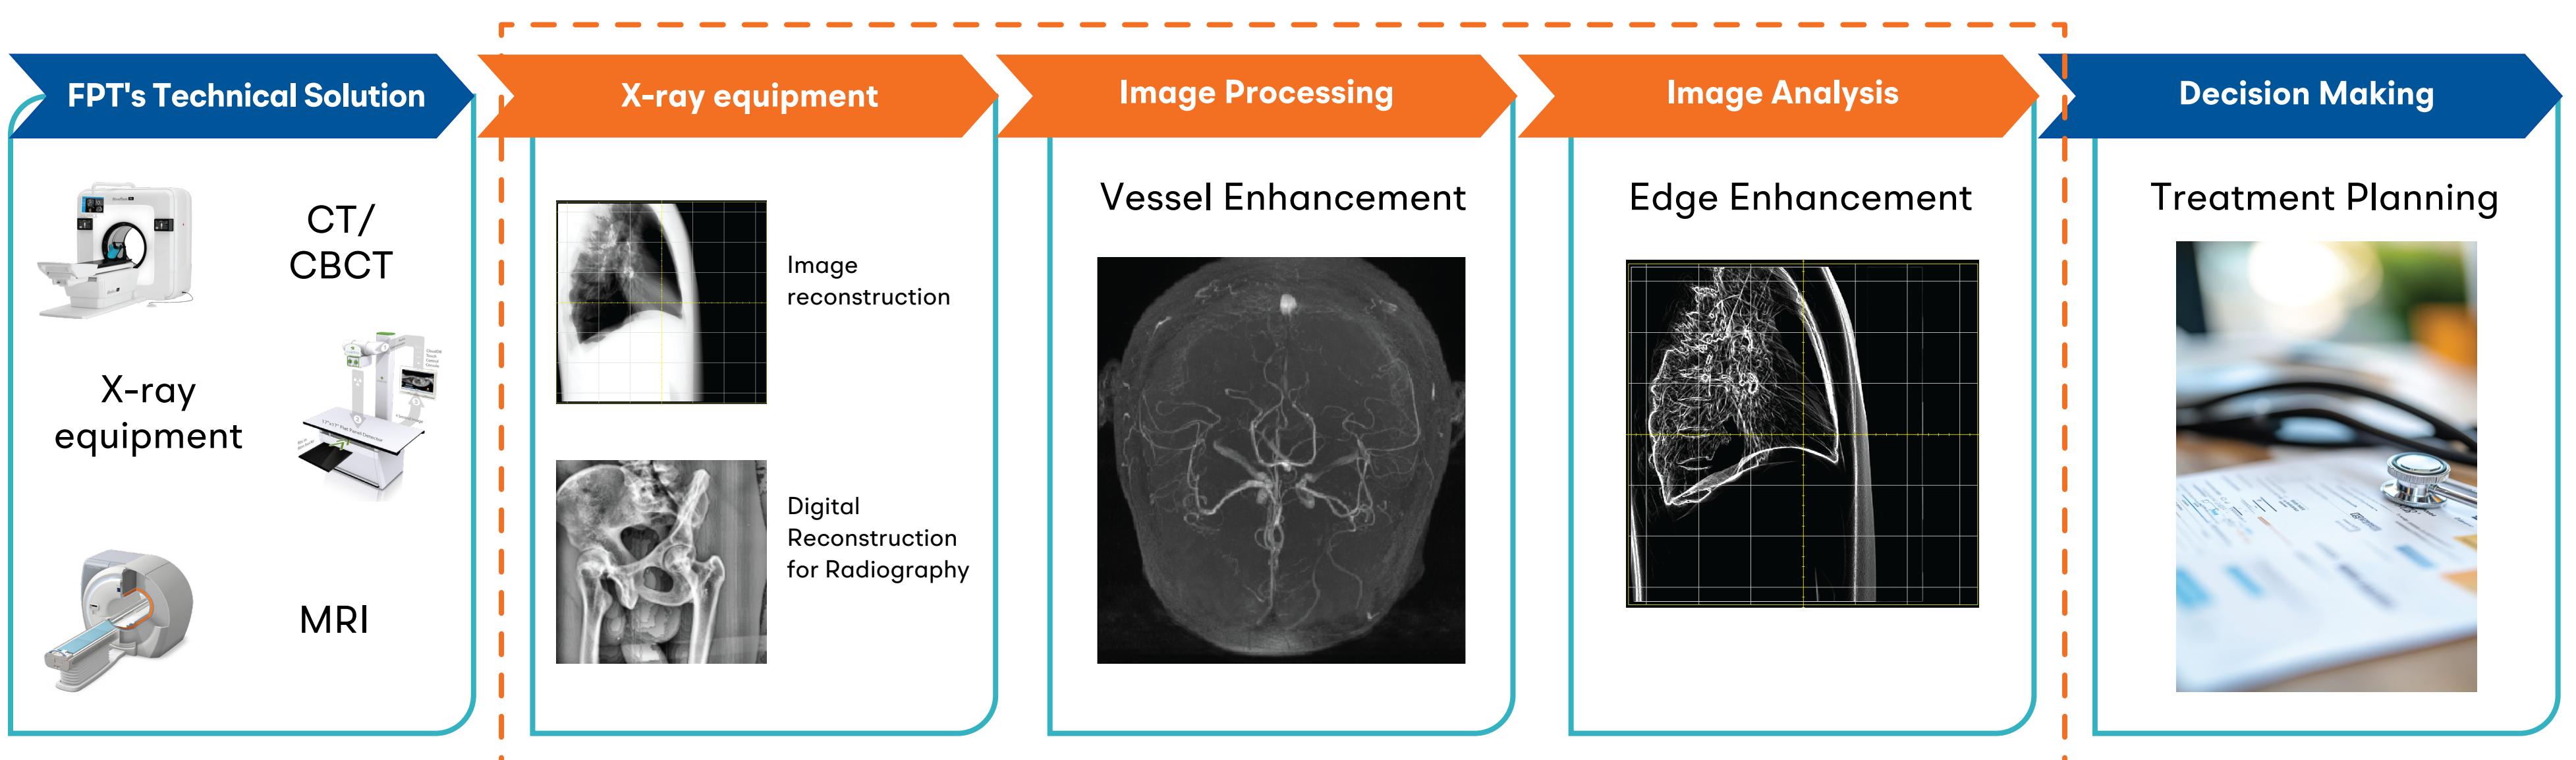 FPT's Technical Solution
X-ray equipment
Image Processing
Image Analysis
Decision Making
CT/
CBCT
X-ray
equipment
MRI
Image
reconstruction
Digital
Reconstruction
for Radiography
Vessel Enhancement
Edge Enhancement
Treatment Planning